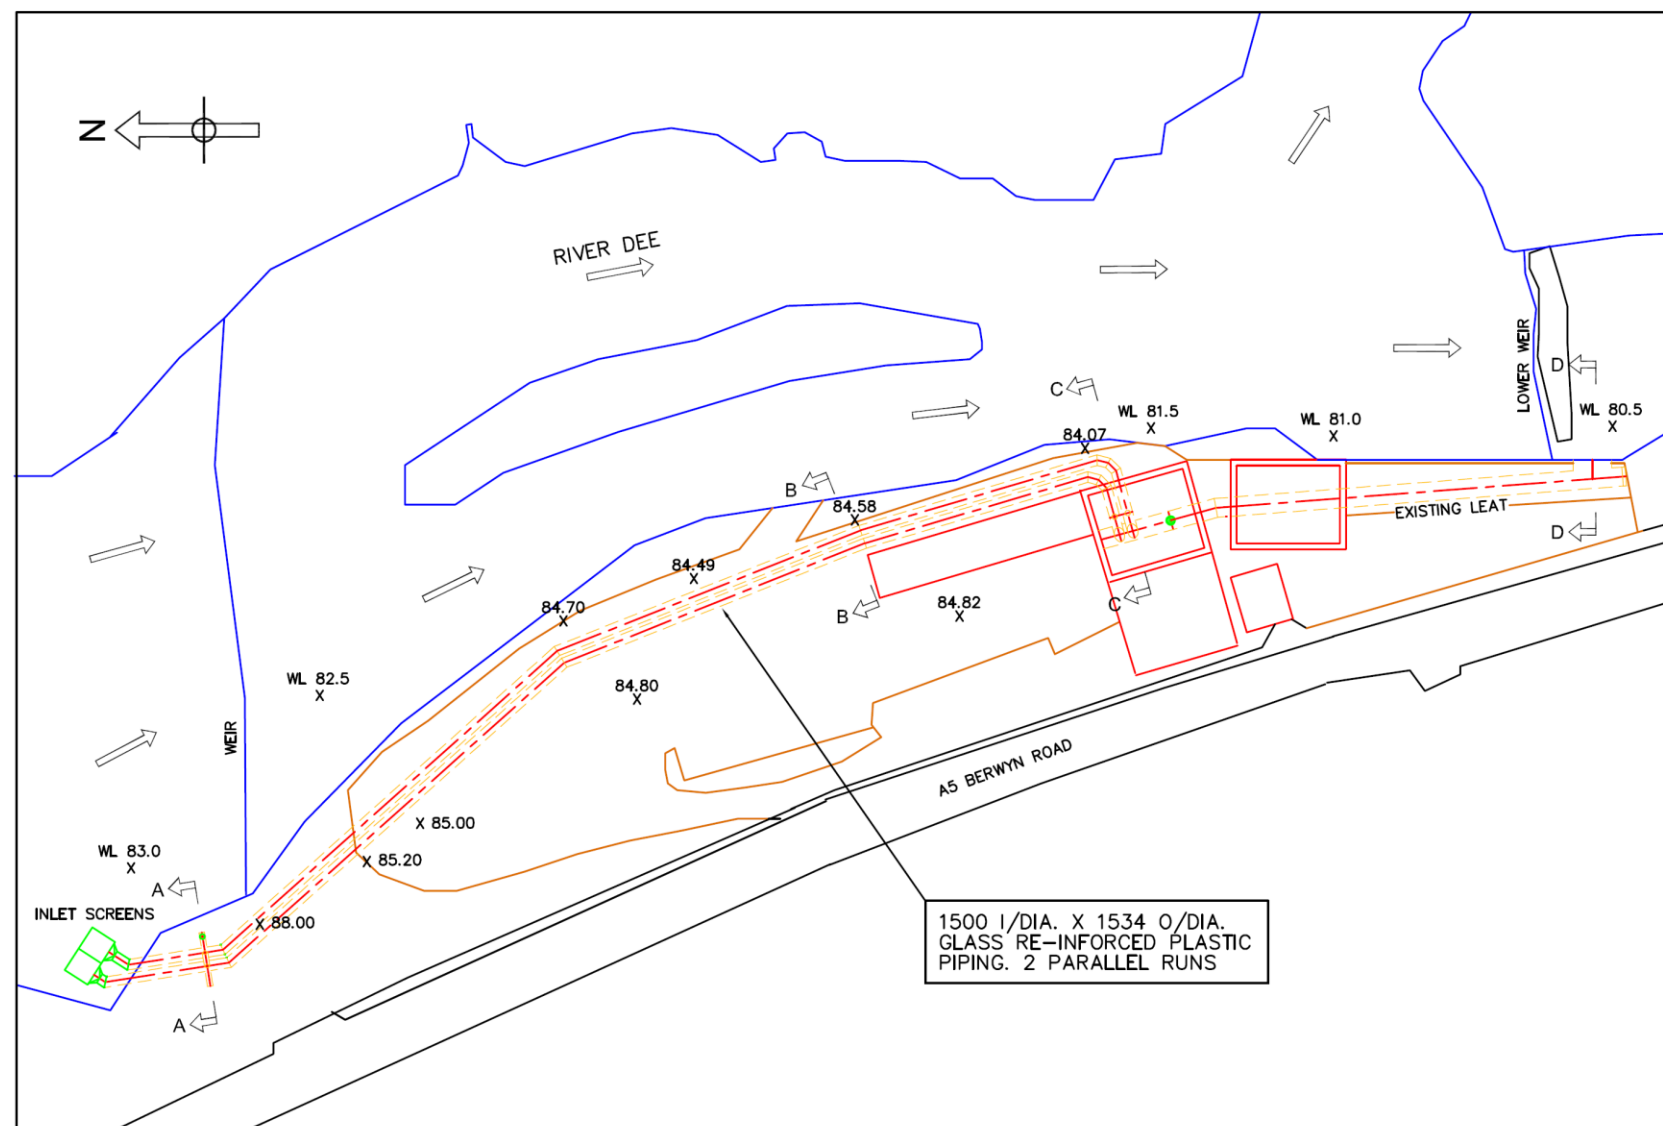 N
RIVER DEE
LOWER WEIR
D
C
WL 81.5
WL 81.0
WL 80.5
84.07
B
84.58
EXISTING LEAT
D
84.49
84.70
84.82
B
C
WL 82.5
84.80
WEIR
A5 BERWYN ROAD
85.00
WL 83.0
85.20
A
INLET SCREENS
88.00
1500 I/DIA. X 1534 O/DIA.
GLASS RE-INFORCED PLASTIC
PIPING. 2 PARALLEL RUNS
A